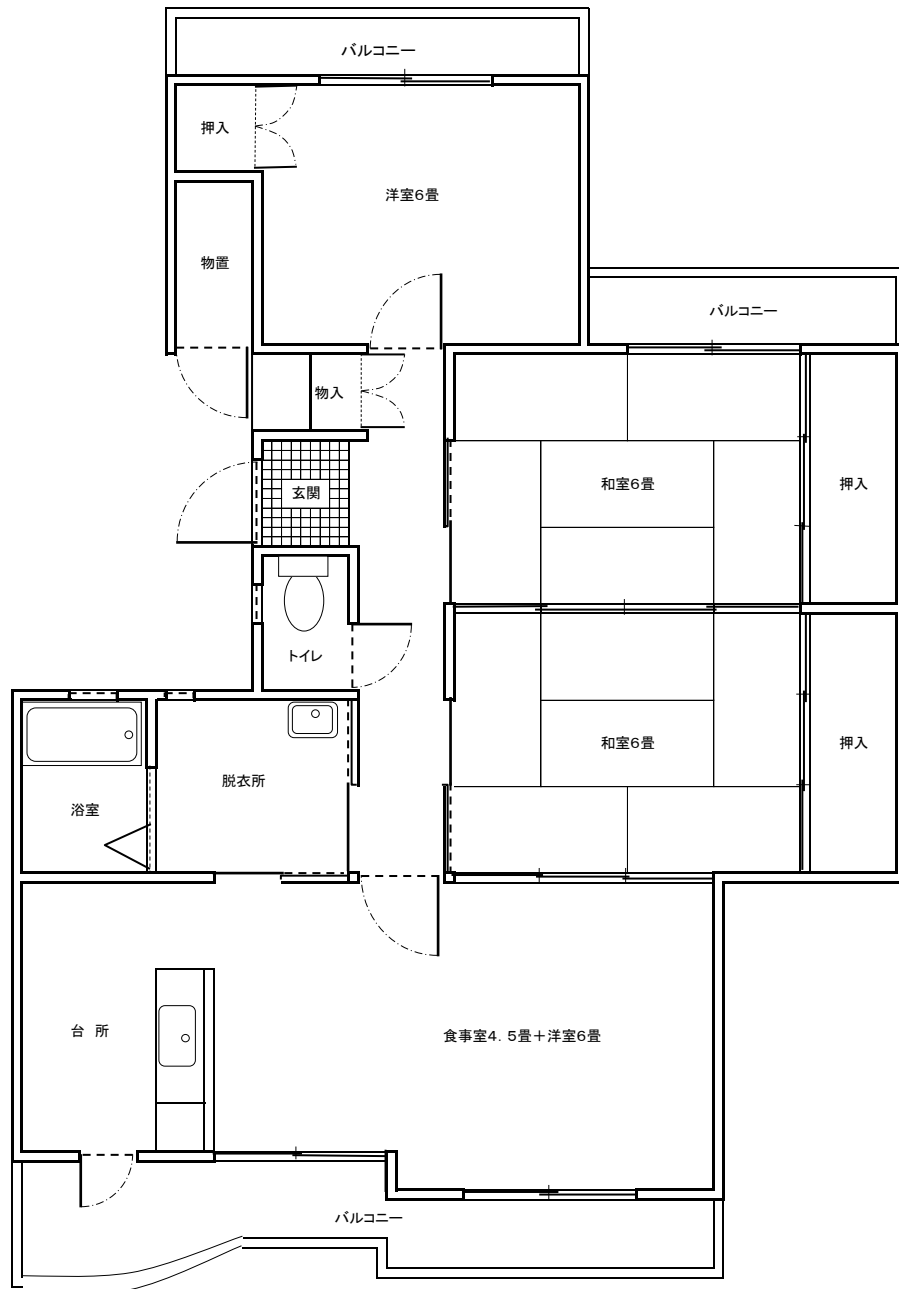 バルコニー
押入
洋室6畳
物置
バルコニー
物入
和室6畳
押入
玄関
トイレ
和室6畳
押入
脱衣所
浴室
台 所
食事室4.5畳+洋室6畳
バルコニー